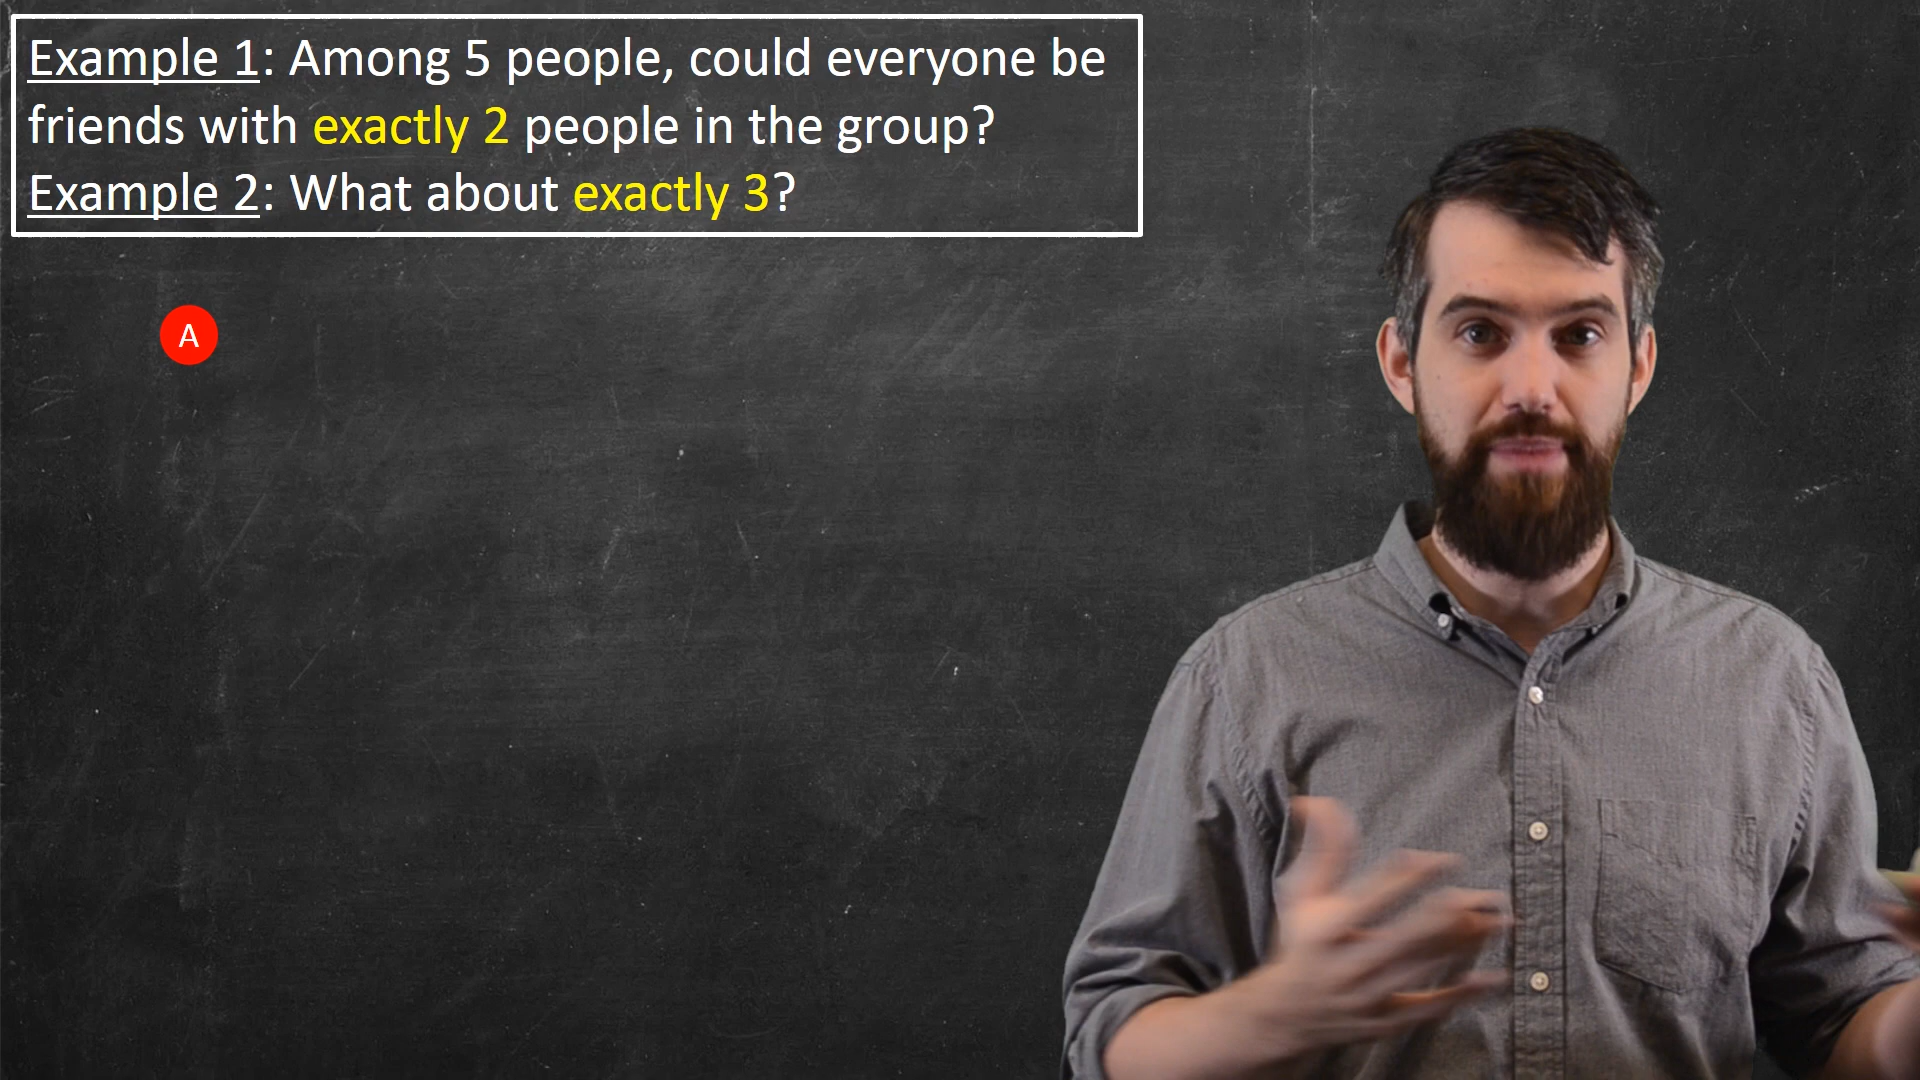 Example 1: Among 5 people, could everyone be
friends with exactly 2 people in the group?
Example 2: What about exactly 3?
A